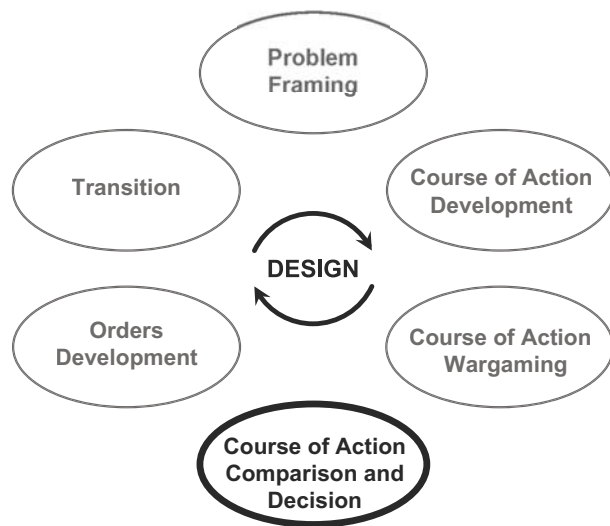 Problem
Framing
Course of Action
Development
Course of Action
Wargaming
Course of Action
Comparison and
Decision
Orders
Development
Transition
DESIGN